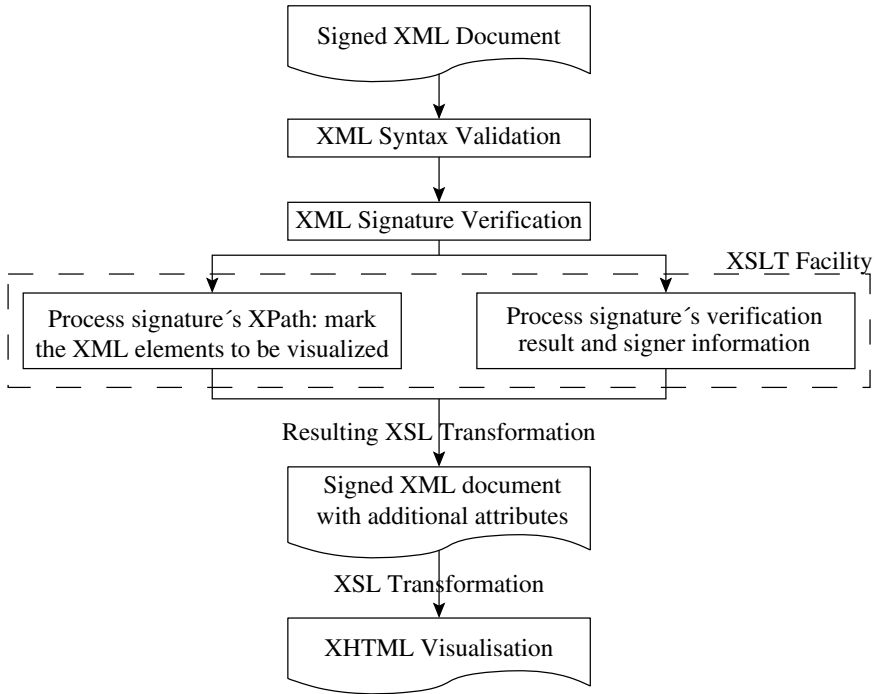 Signed XML Document
XML Syntax Validation
XML Signature Verification
XSLT Facility
Process signature´s XPath: mark
the XML elements to be visualized
Process signature´s verification
result and signer information
Resulting XSL Transformation
Signed XML document
with additional attributes
XSL Transformation
XHTML Visualisation